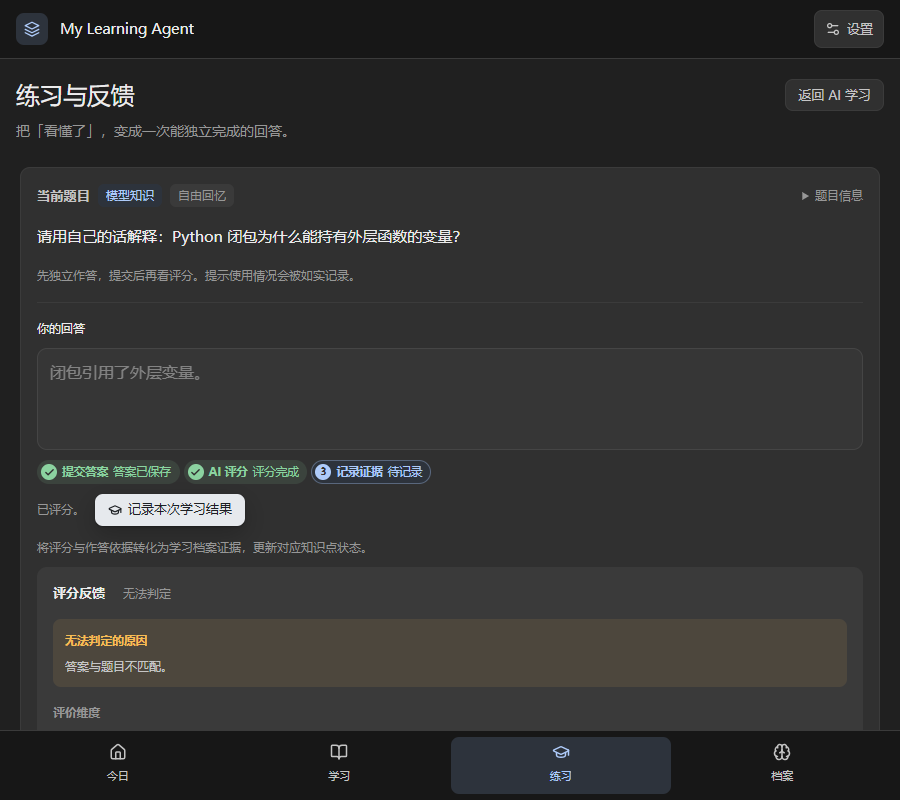 My Learning Agent
设置
练习与反馈
返回 AI 学习
把「看懂了」，变成一次能独立完成的回答。
当前题目 模型知识 自由回忆
▶ 题目信息
请用自己的话解释：Python 闭包为什么能持有外层函数的变量？
先独立作答，提交后再看评分。提示使用情况会被如实记录。
你的回答
闭包引用了外层变量。
提交答案 答案已保存 AI 评分 评分完成 3 记录证据 待记录
已评分。 记录本次学习结果
将评分与作答依据转化为学习档案证据，更新对应知识点状态。
评分反馈 无法判定
无法判定的原因
答案与题目不匹配。
评价维度
今日 学习 练习 档案